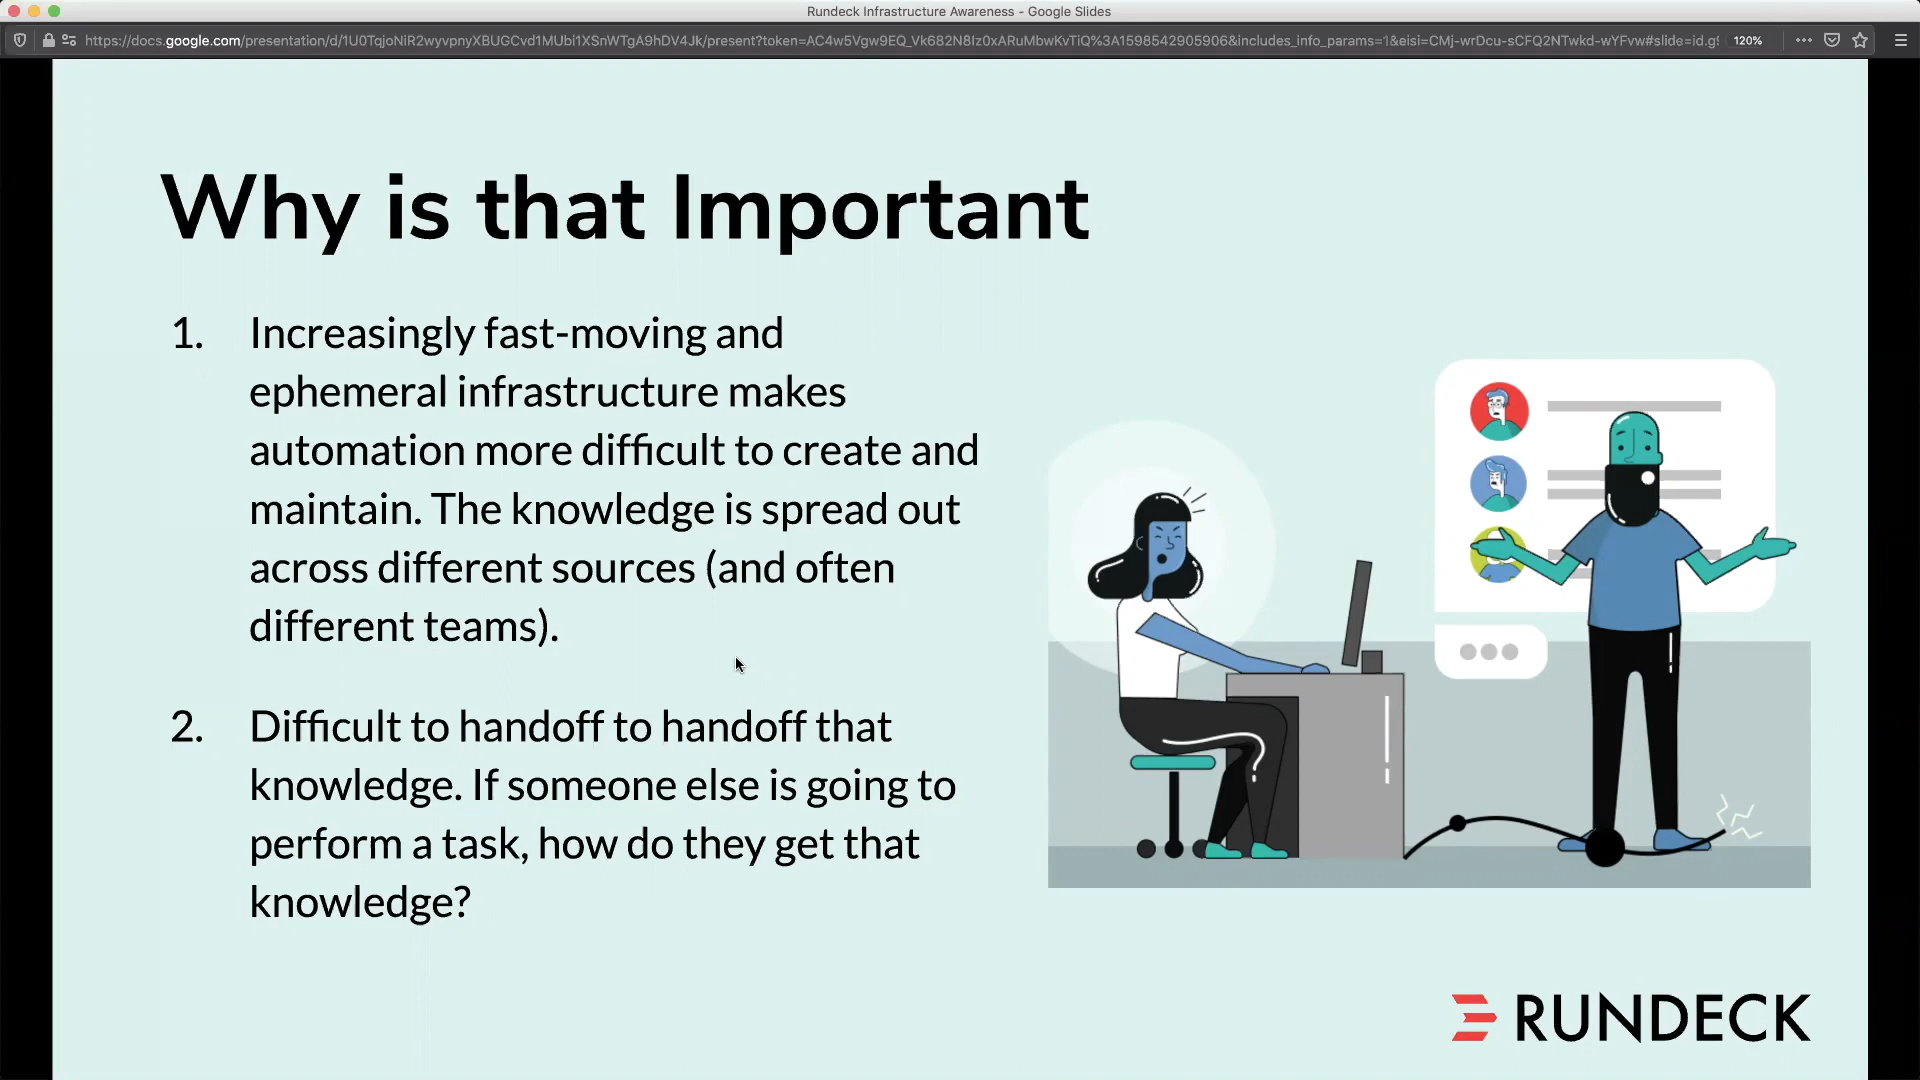 Rundeck Infrastructure Awareness - Google Slides
https://docs.google.com/presentation/d/1U0TqjoNiR2wyvpnyXBUGCvd1MUbi1XSnWTgA9hDV4Jk/present?token=AC4w5Vgw9EQ_Vk682N8Iz0xARuMbwKvTiQ%3A1598542905906&includes_info_params=1&eisi=CMj-wrDcu-sCFQ2NTwkd-wYFvw#slide=id.g9 120%
Why is that Important
1. Increasingly fast-moving and
ephemeral infrastructure makes
automation more difficult to create and
maintain. The knowledge is spread out
across different sources (and often
different teams).
2. Difficult to handoff to handoff that
knowledge. If someone else is going to
perform a task, how do they get that
knowledge?
RUNDECK